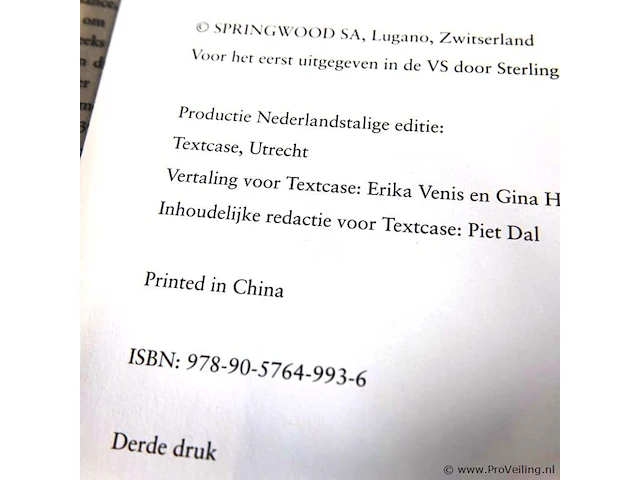 © SPRINGWOOD SA, Lugano, Zwitserland
Voor het eerst uitgegeven in de VS door Sterling
Productie Nederlandstalige editie:
Textcase, Utrecht
Vertaling voor Textcase: Erika Venis en Gina H
Inhoudelijke redactie voor Textcase: Piet Dal
Printed in China
ISBN: 978-90-5764-993-6
Derde druk
© www.ProVeiling.nl